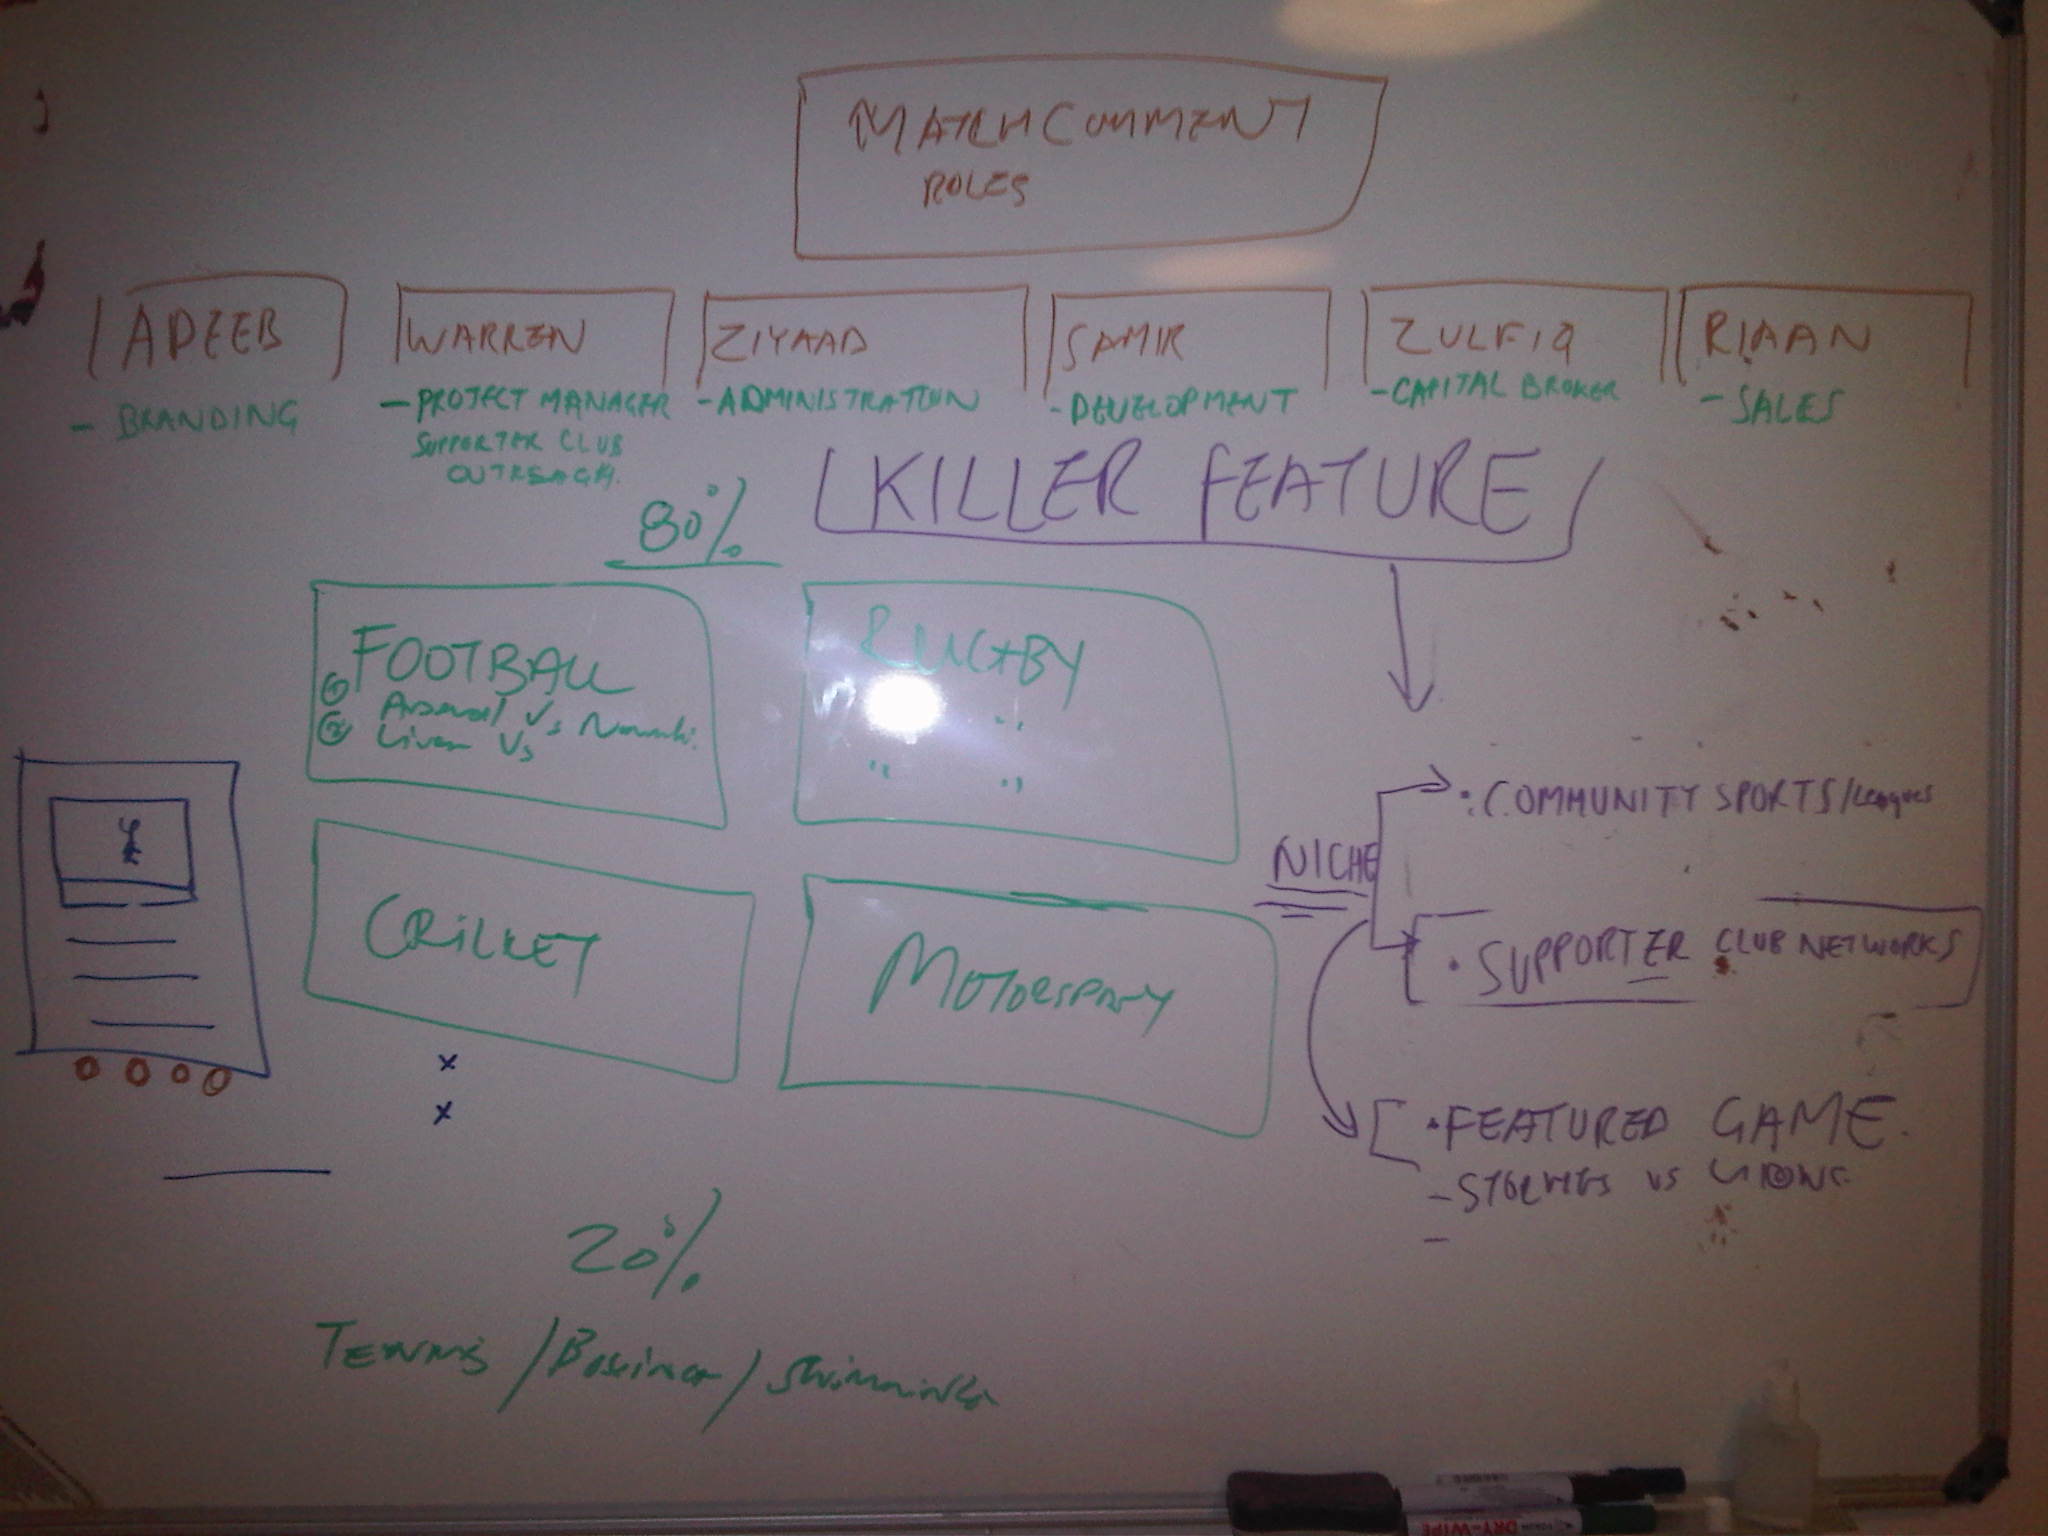 MATCHCOMMENT
ROLES
ADEEB
WARREN
ZIYAAD
SAMIR
ZULFIQ
RIAAN
- BRANDING
- PROJECT MANAGER
SUPPORTER CLUB
OUTREACH.
- ADMINISTRATION
- DEVELOPMENT
- CAPITAL BROKER
- SALES
KILLER FEATURE
80%
FOOTBALL
① Arsenal Vs
② Liver Vs
RUGBY
CRICKET
MOTORSPORT
NICHE
• COMMUNITY SPORTS/Leagues
• SUPPORTER CLUB NETWORKS
• FEATURED GAME.
- STORMERS VS
-
x
x
20%
TENNIS / Boxing / Swimming